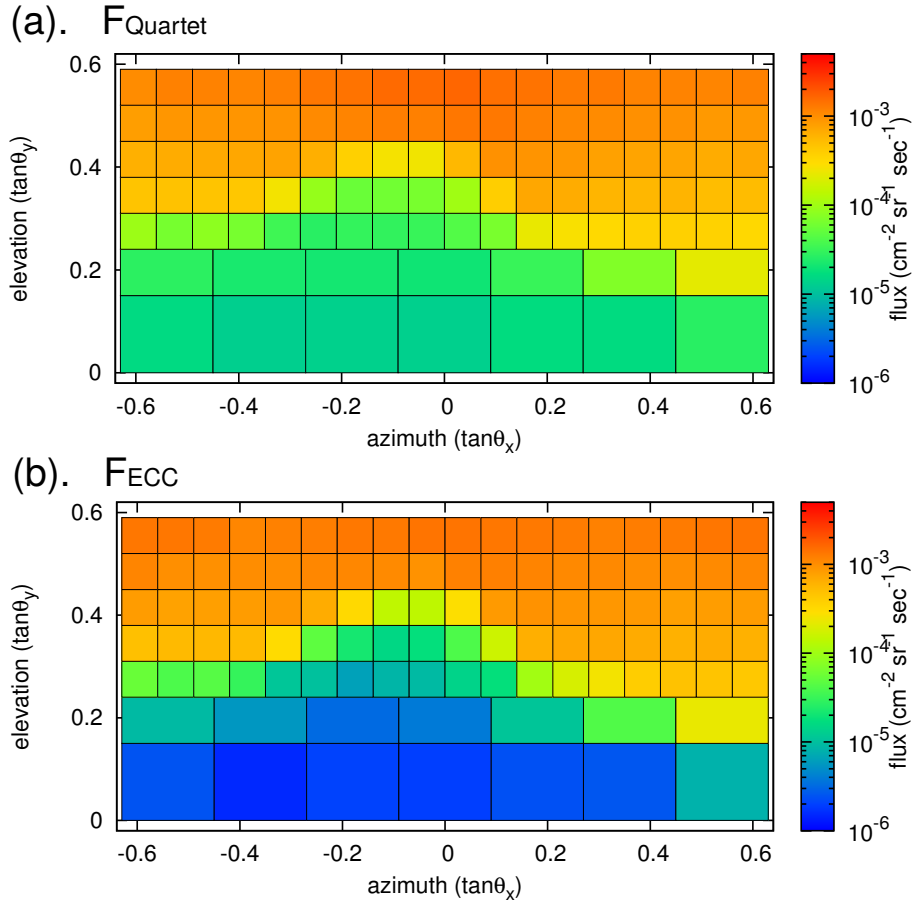 (a). FQuartet
0.6
0.4
0.2
0
elevation (tanθy)
-0.6 -0.4 -0.2 0 0.2 0.4 0.6
azimuth (tanθx)
10-3
10-4
10-5
10-6
flux (cm-2 sr-1 sec-1)
(b). FECC
0.6
0.4
0.2
0
elevation (tanθy)
-0.6 -0.4 -0.2 0 0.2 0.4 0.6
azimuth (tanθx)
10-3
10-4
10-5
10-6
flux (cm-2 sr-1 sec-1)